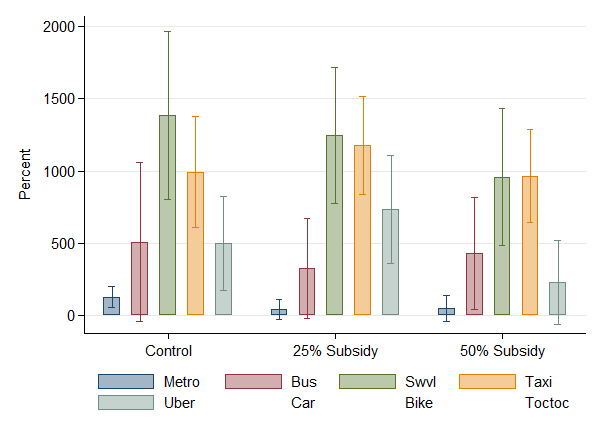 2000
1500
1000
500
0
Percent
Control 25% Subsidy 50% Subsidy
Metro Bus Swvl Taxi
Uber Car Bike Toctoc